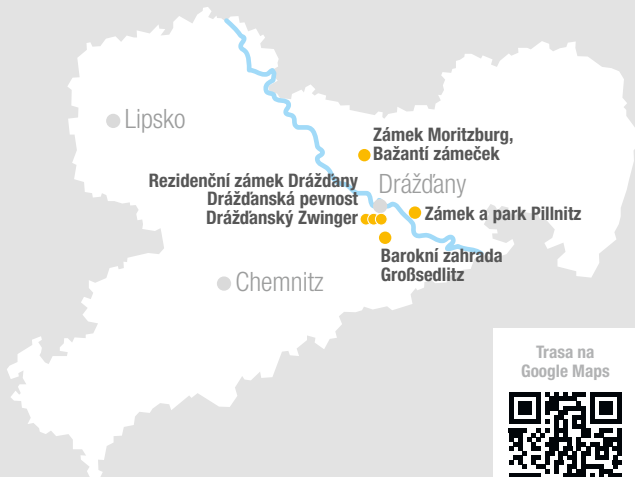 Lipsko
Zámek Moritzburg,
Bažantí zámeček
Rezidenční zámek Drážďany
Drážďanská pevnost
Drážďanský Zwinger
Drážďany
Zámek a park Pillnitz
Barokní zahrada
Großsedlitz
Chemnitz
Trasa na
Google Maps